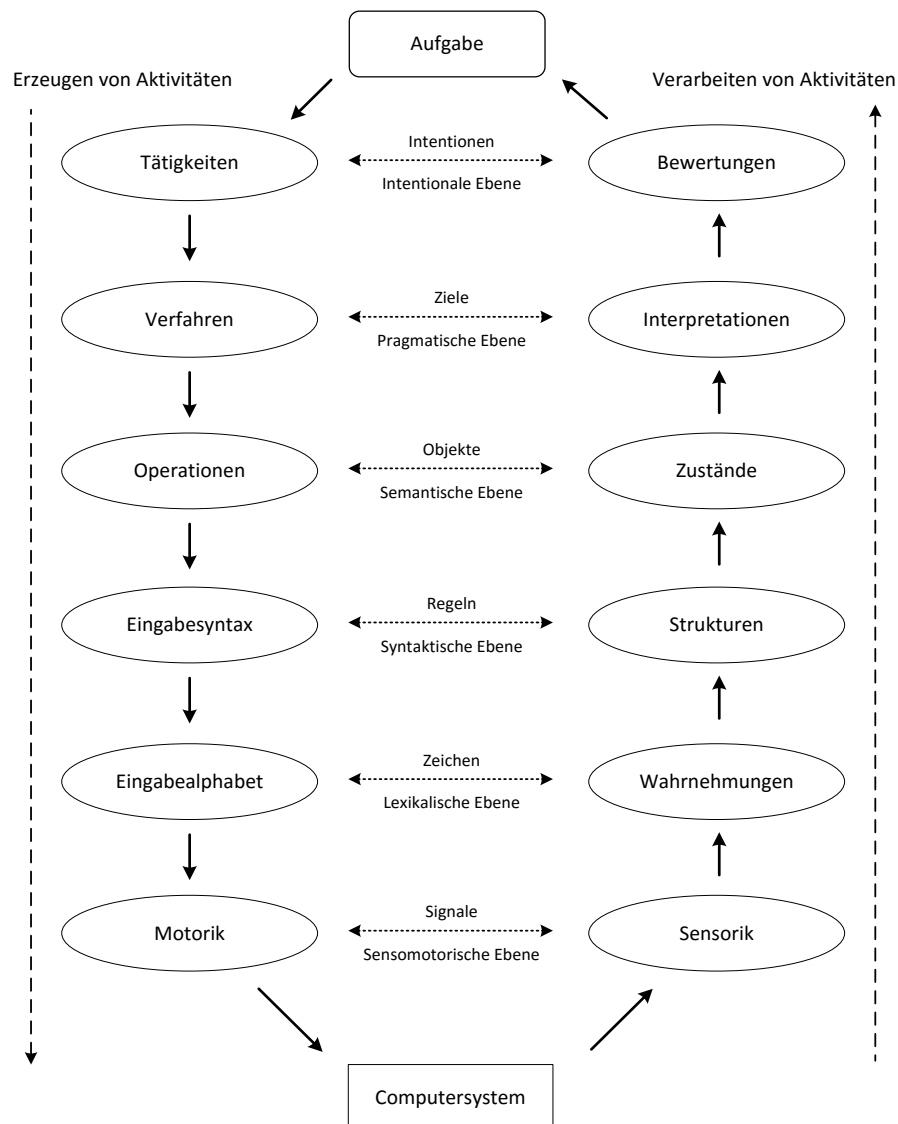 Aufgabe
Erzeugen von Aktivitäten
Verarbeiten von Aktivitäten
Tätigkeiten
Intentionen
Intentionale Ebene
Bewertungen
Verfahren
Ziele
Pragmatische Ebene
Interpretationen
Operationen
Objekte
Semantische Ebene
Zustände
Eingabesyntax
Regeln
Syntaktische Ebene
Strukturen
Eingabealphabet
Zeichen
Lexikalische Ebene
Wahrnehmungen
Motorik
Signale
Sensomotorische Ebene
Sensorik
Computersystem